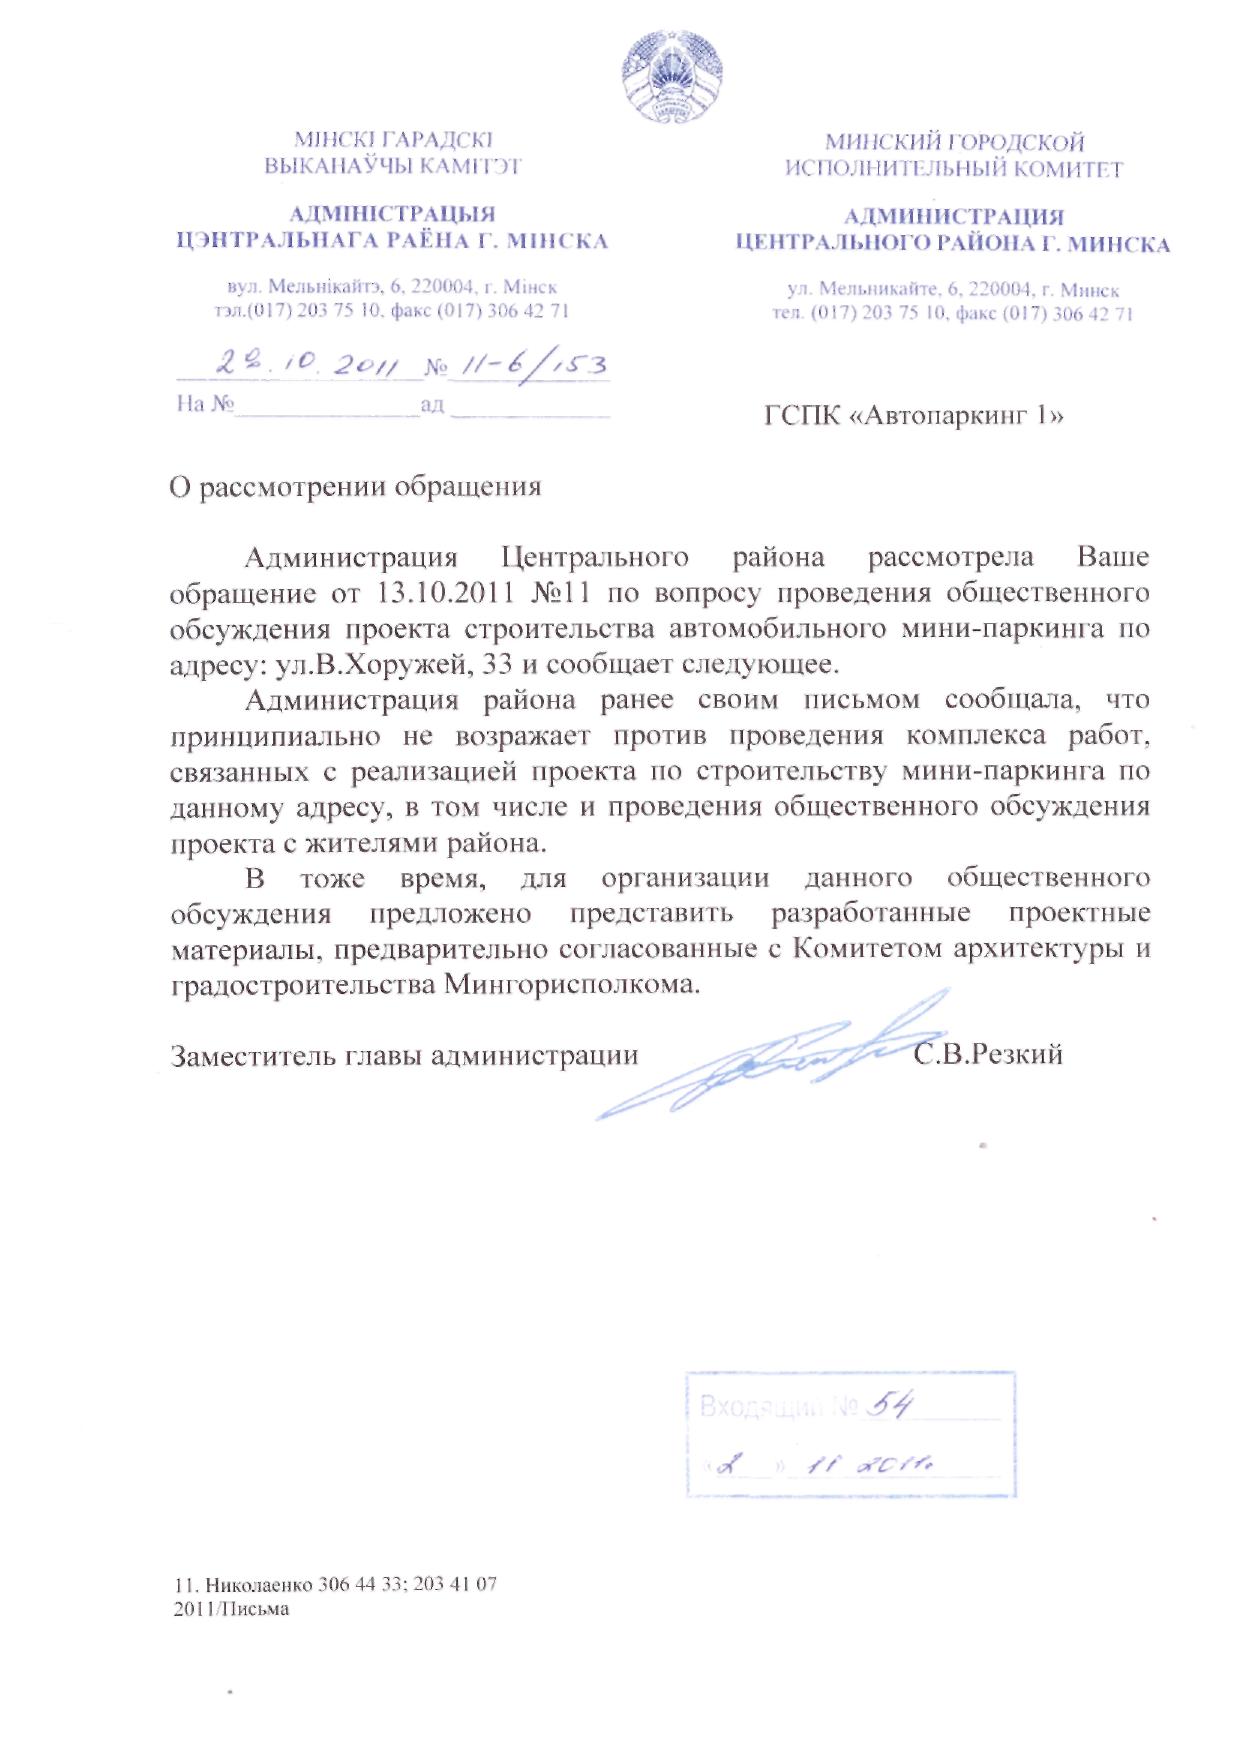 МІНСКІ ГАРАДСКІ
ВЫКАНАЎЧЫ КАМІТЭТ
АДМІНІСТРАЦЫЯ
ЦЭНТРАЛЬНАГА РАЁНА Г. МІНСКА
вул. Мельнікайтэ, 6, 220004, г. Мінск
тэл.(017) 203 75 10, факс (017) 306 42 71
28.10.2011 № 11-6/153
На № ад
МИНСКИЙ ГОРОДСКОЙ
ИСПОЛНИТЕЛЬНЫЙ КОМИТЕТ
АДМИНИСТРАЦИЯ
ЦЕНТРАЛЬНОГО РАЙОНА Г. МИНСКА
ул. Мельникайте, 6, 220004, г. Минск
тел. (017) 203 75 10, факс (017) 306 42 71
ГСПК «Автопаркинг 1»
О рассмотрении обращения
Администрация Центрального района рассмотрела Ваше
обращение от 13.10.2011 №11 по вопросу проведения общественного
обсуждения проекта строительства автомобильного мини-паркинга по
адресу: ул.В.Хоружей, 33 и сообщает следующее.
Администрация района ранее своим письмом сообщала, что
принципиально не возражает против проведения комплекса работ,
связанных с реализацией проекта по строительству мини-паркинга по
данному адресу, в том числе и проведения общественного обсуждения
проекта с жителями района.
В тоже время, для организации данного общественного
обсуждения предложено представить разработанные проектные
материалы, предварительно согласованные с Комитетом архитектуры и
градостроительства Мингорисполкома.
Заместитель главы администрации С.В.Резкий
Входящий № 54
«2» 11 2011г.
11. Николаенко 306 44 33; 203 41 07
2011/Письма